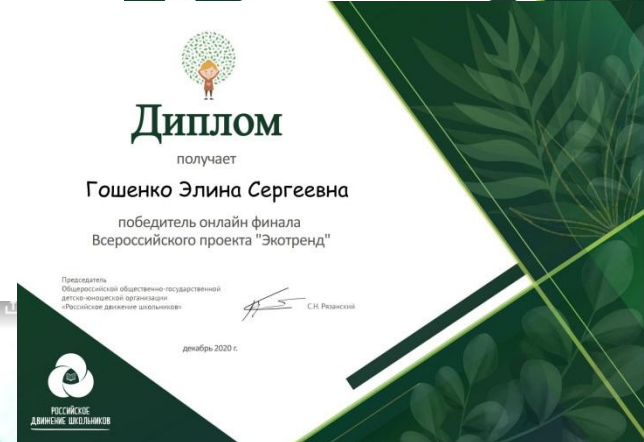 Диплом
получает
Гошенко Элина Сергеевна
победитель онлайн финала
Всероссийского проекта "Экотренд"
Председатель
Общероссийской общественно-государственной
детско-юношеской организации
«Российское движение школьников»
С.Н. Рязанский
декабрь 2020 г.
РОССИЙСКОЕ
ДВИЖЕНИЕ ШКОЛЬНИКОВ